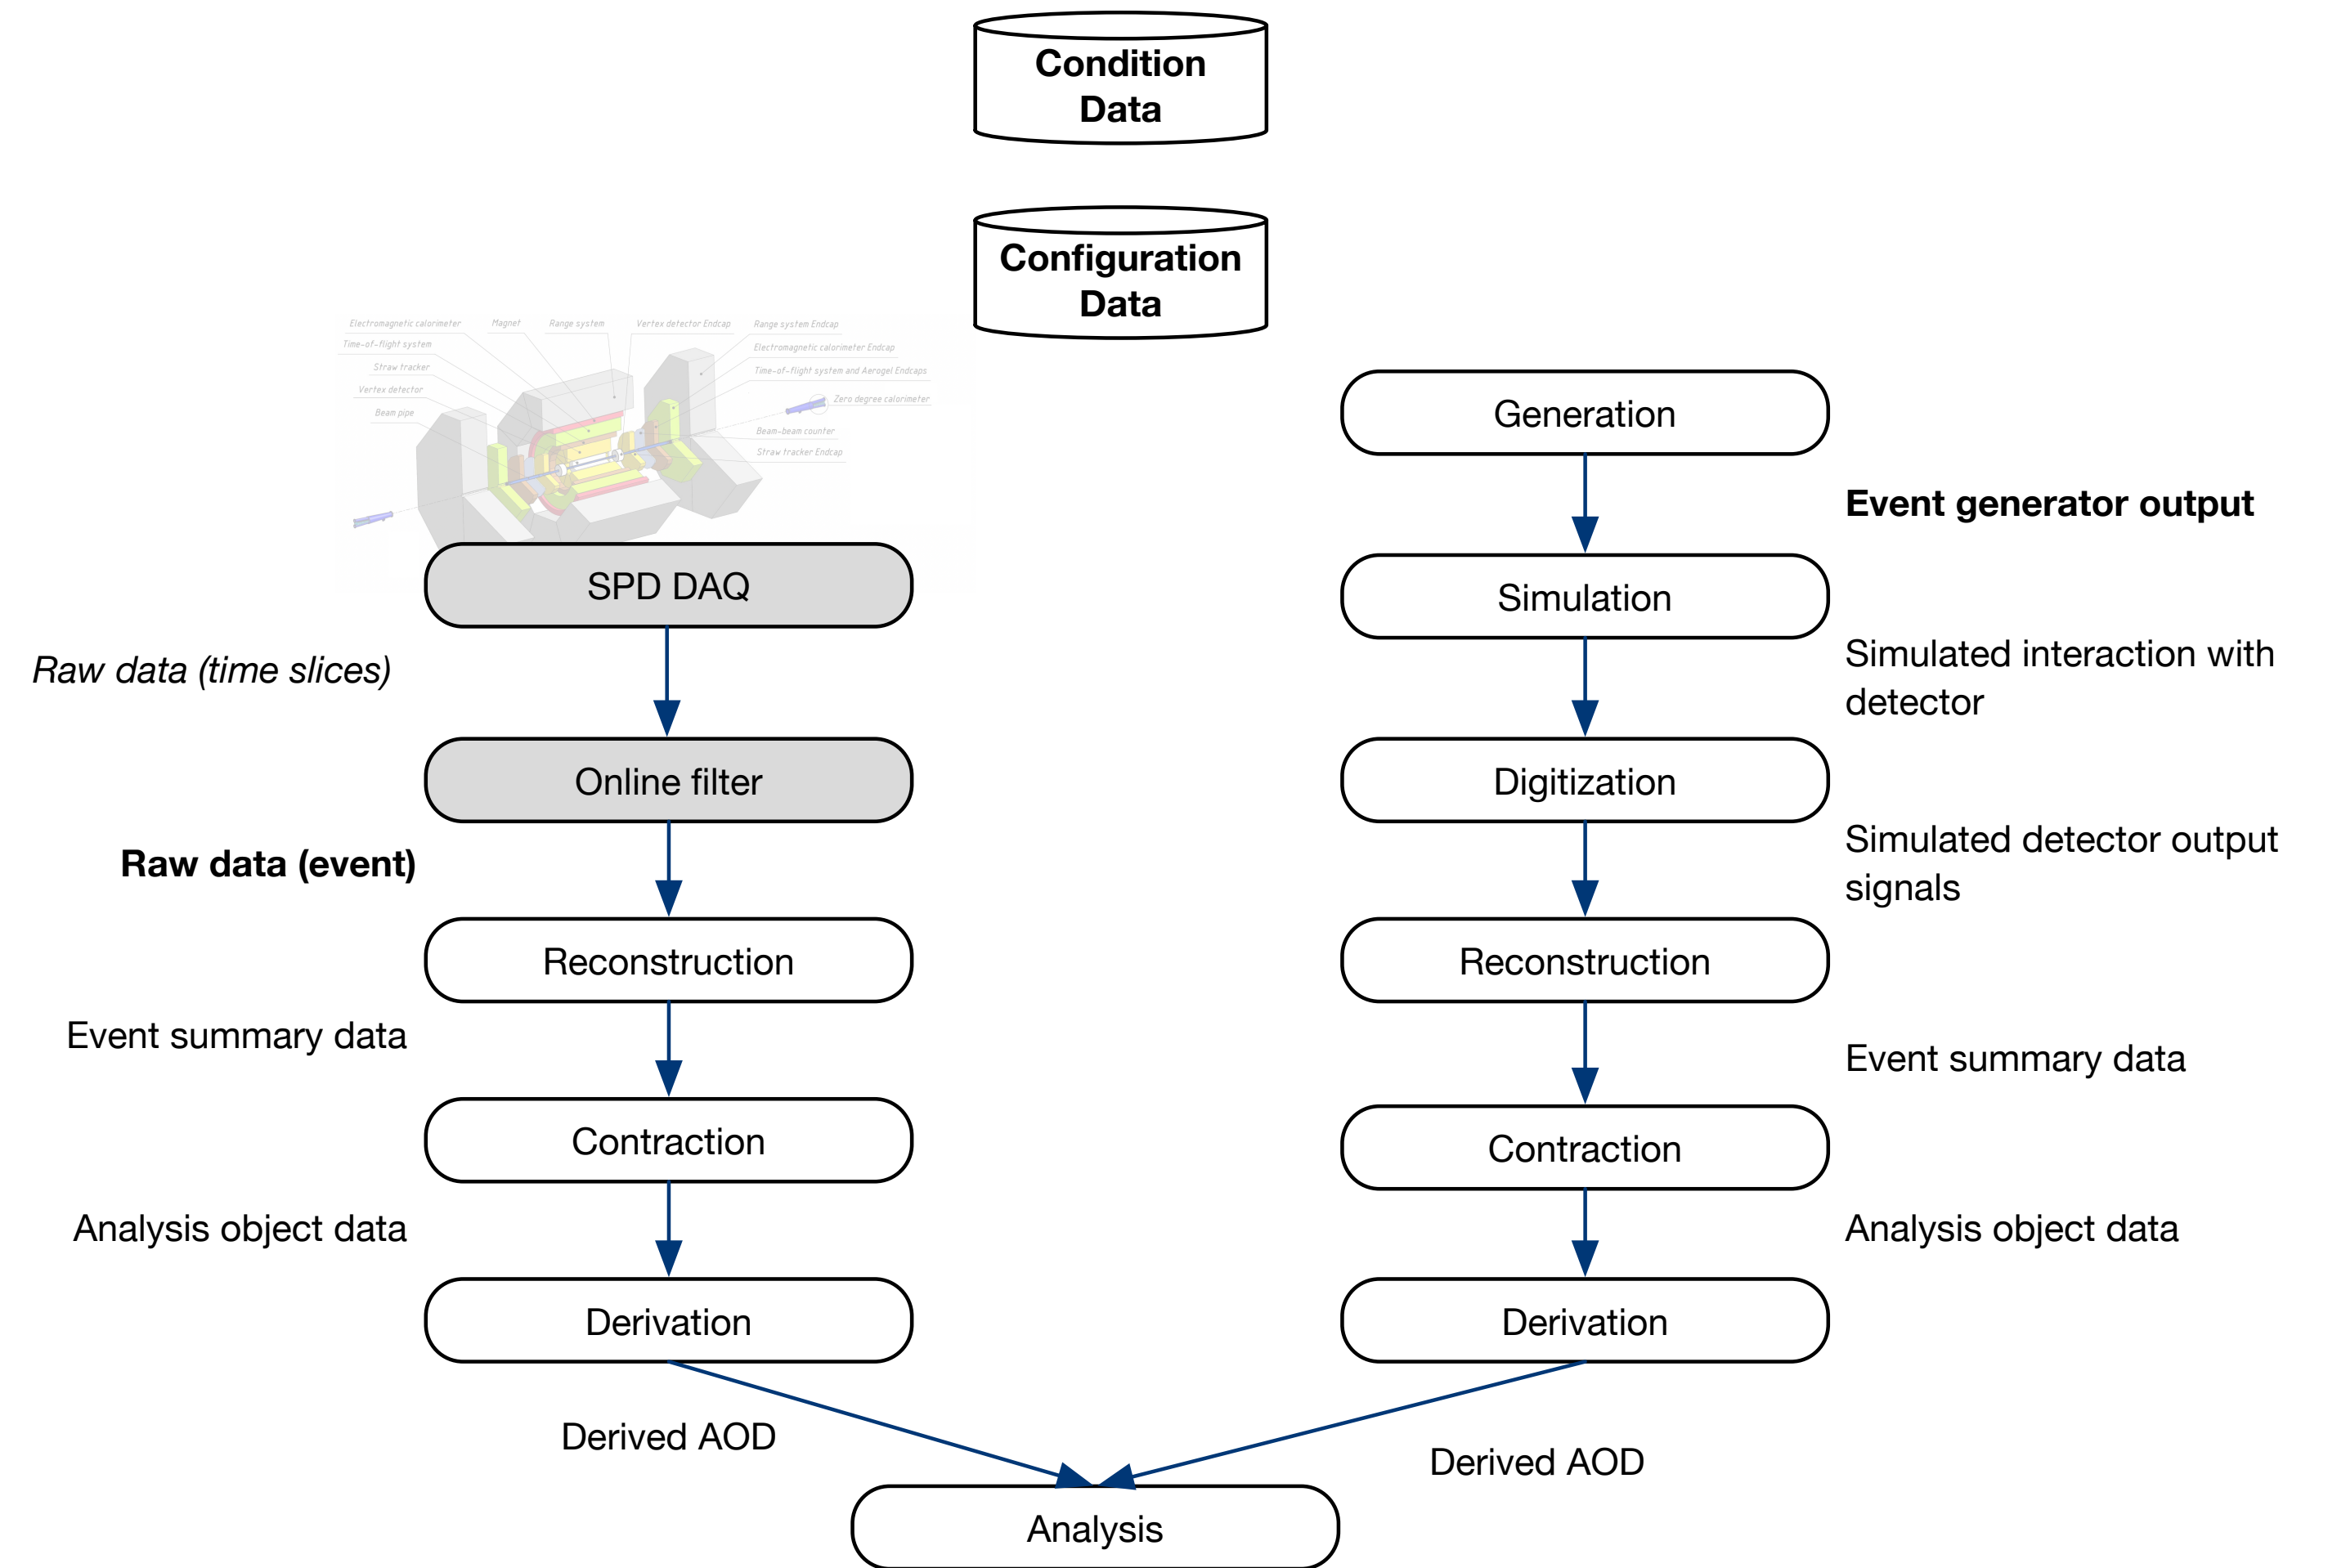 Condition
Data
Configuration
Data
Electromagnetic calorimeter
Magnet
Range system
Vertex detector Endcap
Range system Endcap
Time-of-flight system
Electromagnetic calorimeter Endcap
Straw tracker
Time-of-flight system and Aerogel Endcaps
Vertex detector
Zero degree calorimeter
Beam pipe
Beam-beam counter
Straw tracker Endcap
SPD DAQ
Raw data (time slices)
Online filter
Raw data (event)
Reconstruction
Event summary data
Contraction
Analysis object data
Derivation
Derived AOD
Generation
Event generator output
Simulation
Simulated interaction with
detector
Digitization
Simulated detector output
signals
Reconstruction
Event summary data
Contraction
Analysis object data
Derivation
Derived AOD
Analysis